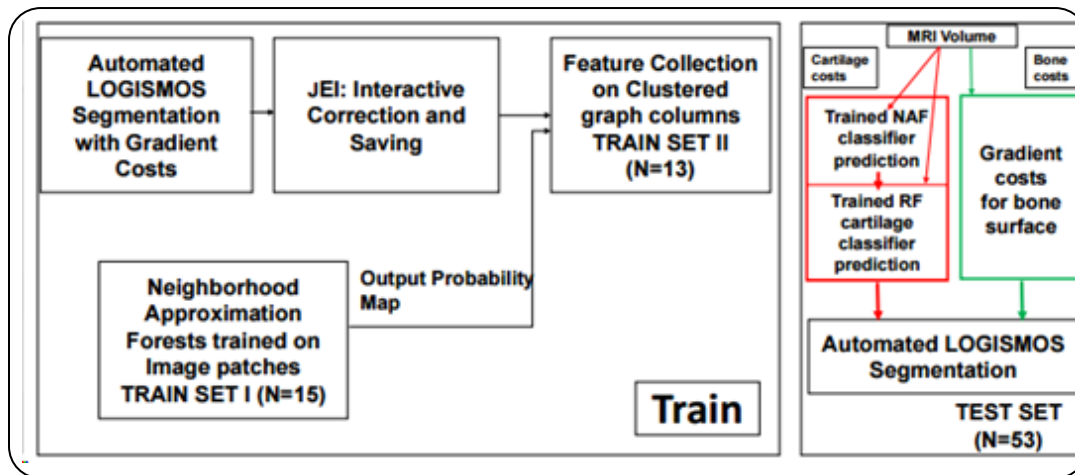 Automated
LOGISMOS
Segmentation
with Gradient
Costs
JEI: Interactive
Correction and
Saving
Feature Collection
on Clustered
graph columns
TRAIN SET II
(N=13)
Neighborhood
Approximation
Forests trained on
Image patches
TRAIN SET I (N=15)
Output Probability
Map
Train
MRI Volume
Cartilage
costs
Bone
costs
Trained NAF
classifier
prediction
Trained RF
cartilage
classifier
prediction
Gradient
costs
for bone
surface
Automated LOGISMOS
Segmentation
TEST SET
(N=53)